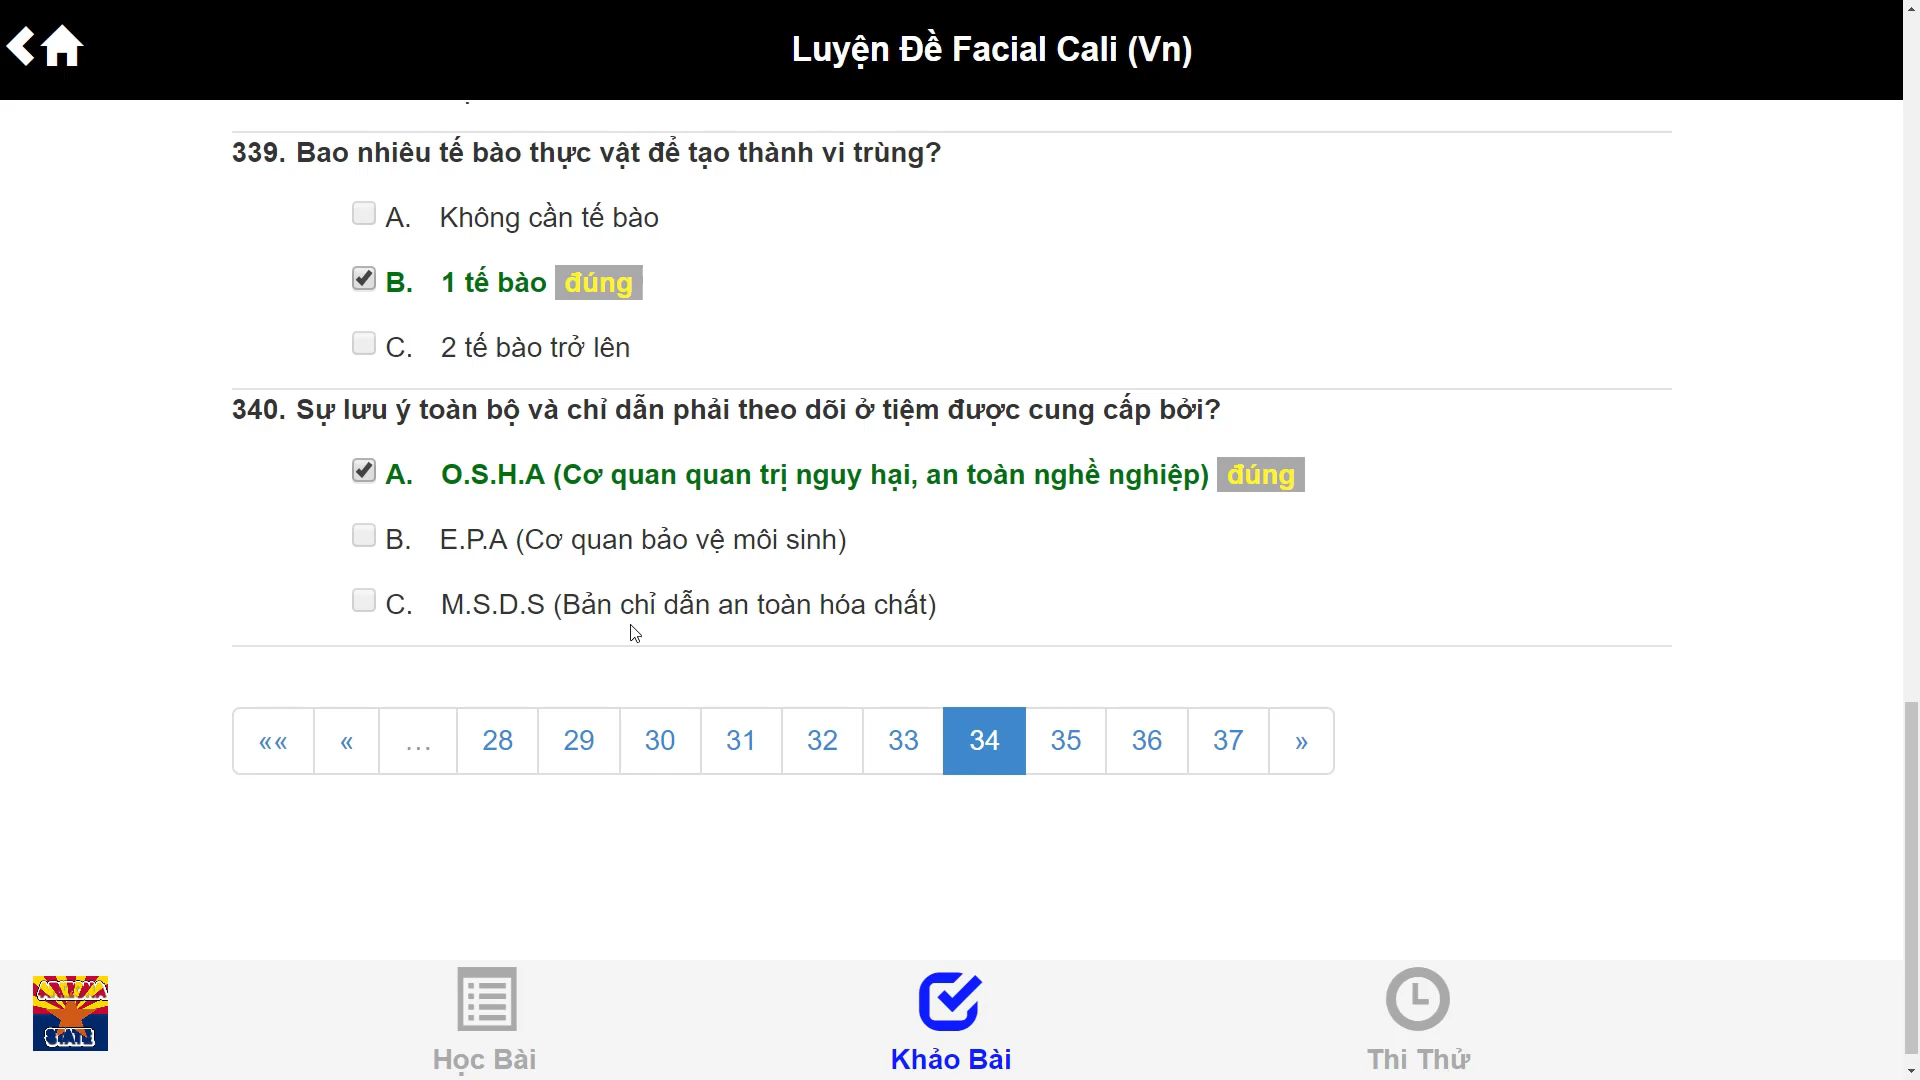 Luyện Đề Facial Cali (Vn)
339. Bao nhiêu tế bào thực vật để tạo thành vi trùng?
A. Không cần tế bào
B. 1 tế bào đúng
C. 2 tế bào trở lên
340. Sự lưu ý toàn bộ và chỉ dẫn phải theo dõi ở tiệm được cung cấp bởi?
A. O.S.H.A (Cơ quan quan trị nguy hại, an toàn nghề nghiệp) đúng
B. E.P.A (Cơ quan bảo vệ môi sinh)
C. M.S.D.S (Bản chỉ dẫn an toàn hóa chất)
«« « … 28 29 30 31 32 33 34 35 36 37 »
ARIZONA
STATE
Học Bài Khảo Bài Thi Thử